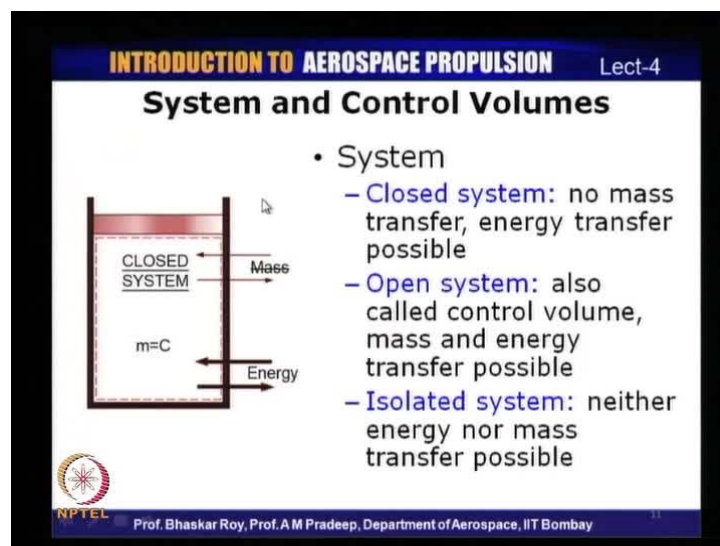 INTRODUCTION TO AEROSPACE PROPULSION Lect-4
System and Control Volumes
• System
– Closed system: no mass
transfer, energy transfer
possible
– Open system: also
called control volume,
mass and energy
transfer possible
– Isolated system: neither
energy nor mass
transfer possible
CLOSED
SYSTEM
Mass
m=C
Energy
NPTEL
Prof. Bhaskar Roy, Prof. A M Pradeep, Department of Aerospace, IIT Bombay
11